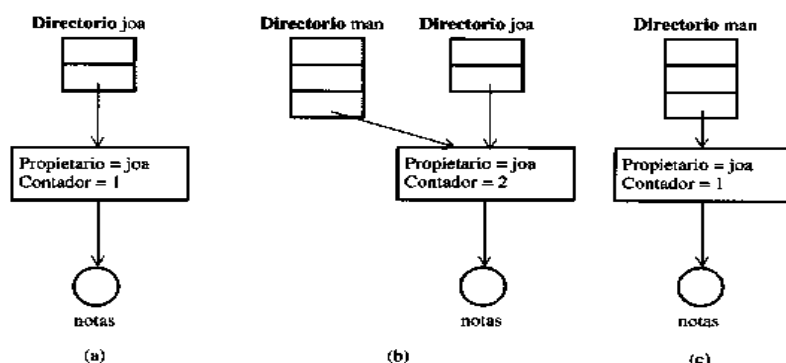 Directorio joa
Propietario = joa
Contador = 1
notas
(a)
Directorio man
Directorio joa
Propietario = joa
Contador = 2
notas
(b)
Directorio man
Propietario = joa
Contador = 1
notas
(c)